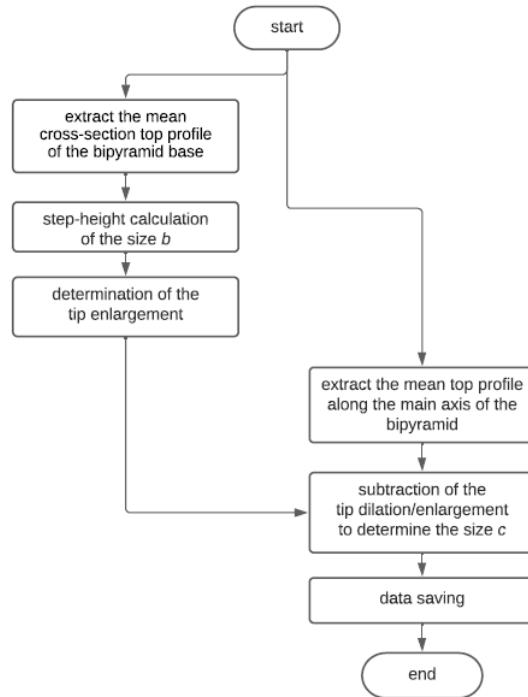 start
extract the mean
cross-section top profile
of the bipyramid base
step-height calculation
of the size b
determination of the
tip enlargement
extract the mean top profile
along the main axis of the
bipyramid
subtraction of the
tip dilation/enlargement
to determine the size c
data saving
end